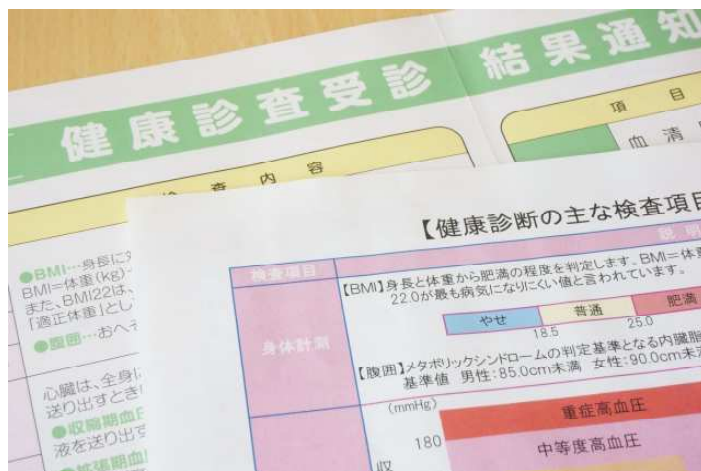 健康診査受診 結果通知
検査内容
項目
血清
●BMI…身長に対
BMI=体重(kg)
また、BMI22は、
「適正体重」とし
●腹囲…おへそ
心臓は、全身に
送り出すとき
●収縮期血圧
液を送り出す
●拡張期血
【健康診断の主な検査項目
検査項目
説明
身体計測
【BMI】身長と体重から肥満の程度を判定します。BMI=体重
22.0が最も病気になりにくい値と言われています。
やせ 普通 肥満
18.5 25.0
【腹囲】メタボリックシンドロームの判定基準となる内臓脂
基準値 男性:85.0cm未満 女性:90.0cm未満
(mmHg)
180
収
重症高血圧
中等度高血圧